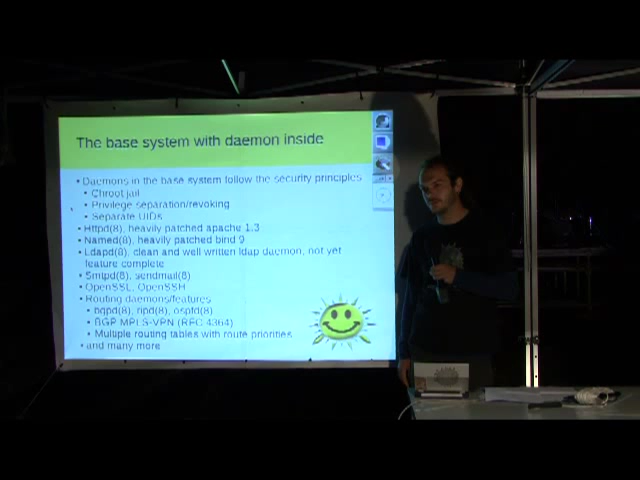 The base system with daemon inside
• Daemons in the base system follow the security principles
• Chroot jail
• Privilege separation/revoking
• Separate UIDs
• Httpd(8), heavily patched apache 1.3
• Named(8), heavily patched bind 9
• Ldapd(8), clean and well written ldap daemon, not yet
feature complete
• Smtpd(8), sendmail(8)
• OpenSSL, OpenSSH
• Routing daemons/features
• bgpd(8), ripd(8), ospfd(8)
• BGP MPLS-VPN (RFC 4364)
• Multiple routing tables with route priorities
• and many more